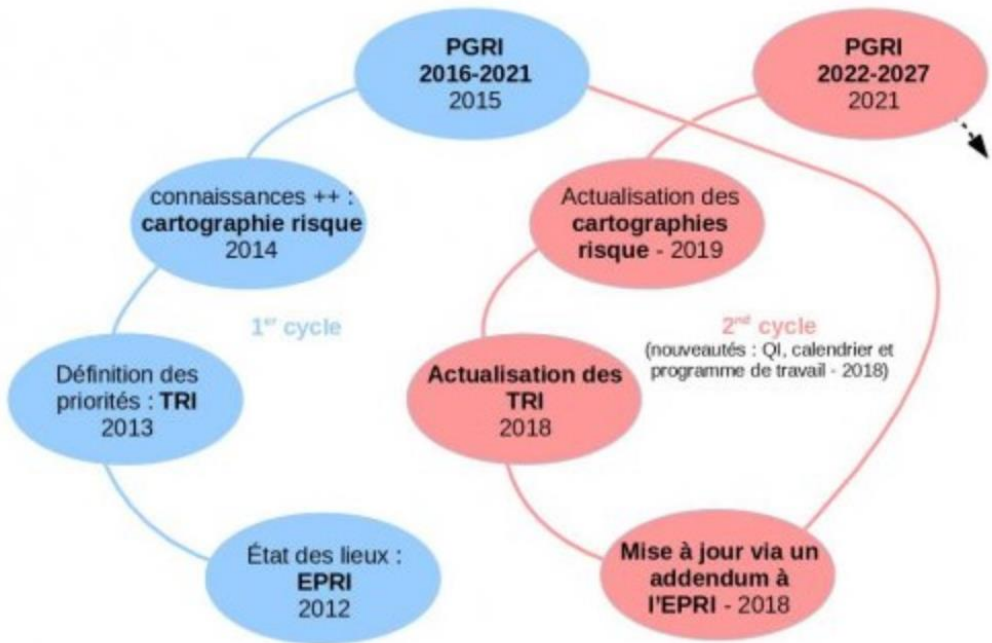 PGRI
2016-2021
2015
PGRI
2022-2027
2021
connaissances ++ :
cartographie risque
2014
Actualisation des
cartographies
risque - 2019
1er cycle
2nd cycle
(nouveautés : QI, calendrier et
programme de travail - 2018)
Définition des
priorités : TRI
2013
Actualisation des
TRI
2018
État des lieux :
EPRI
2012
Mise à jour via un
addendum à
l'EPRI - 2018